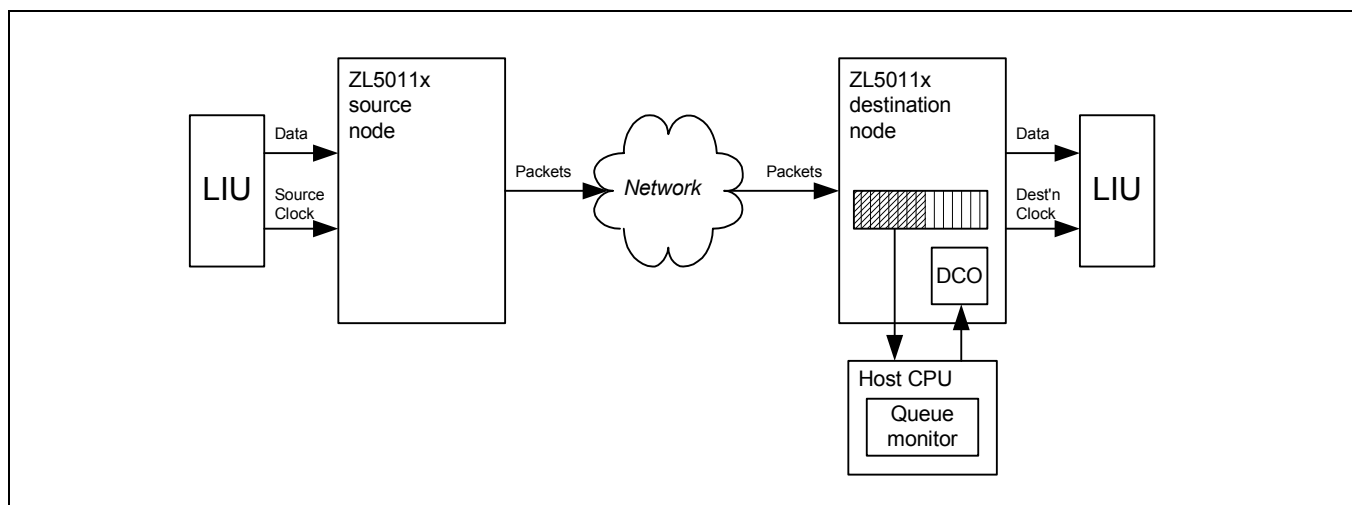 LIU
Data
Source
Clock
ZL5011x
source
node
Packets
Network
Packets
ZL5011x
destination
node
DCO
Data
Dest'n
Clock
LIU
Host CPU
Queue
monitor